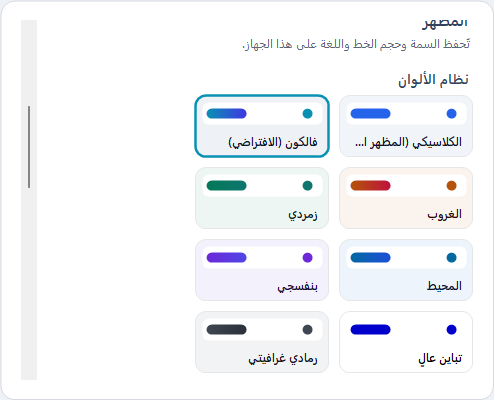 المظهر
تُحفظ السمة وحجم الخط واللغة على هذا الجهاز.
نظام الألوان
الكلاسيكي (المظهر ا...
فالكون (الافتراضي)
الغروب
زمردي
المحيط
بنفسجي
تباين عالٍ
رمادي غرافيتي